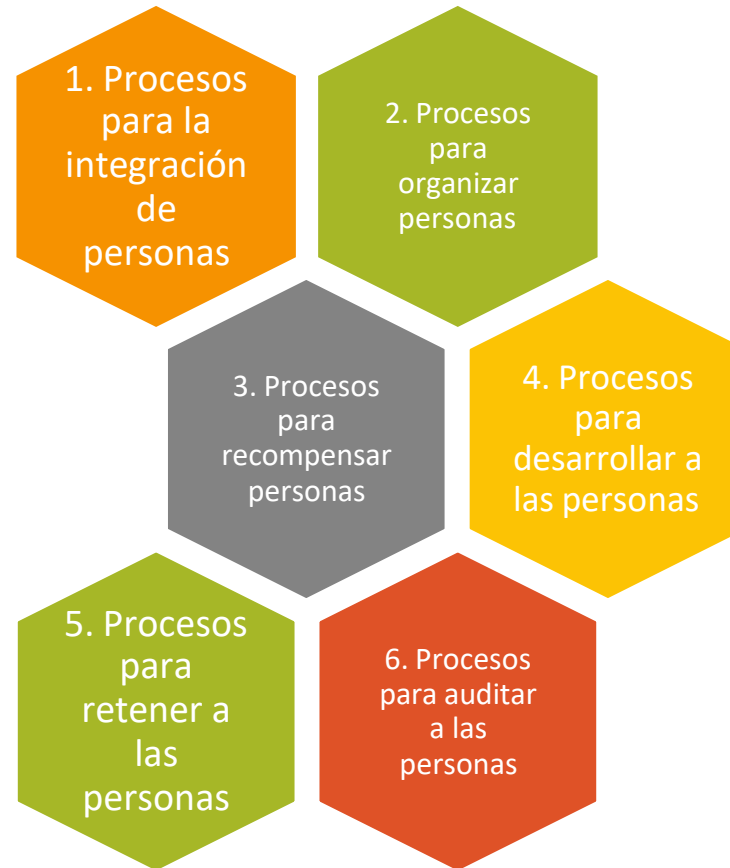 1. Procesos
para la
integración
de
personas
2. Procesos
para
organizar
personas
3. Procesos
para
recompensar
personas
4. Procesos
para
desarrollar a
las personas
5. Procesos
para
retener a
las
personas
6. Procesos
para auditar
a las
personas